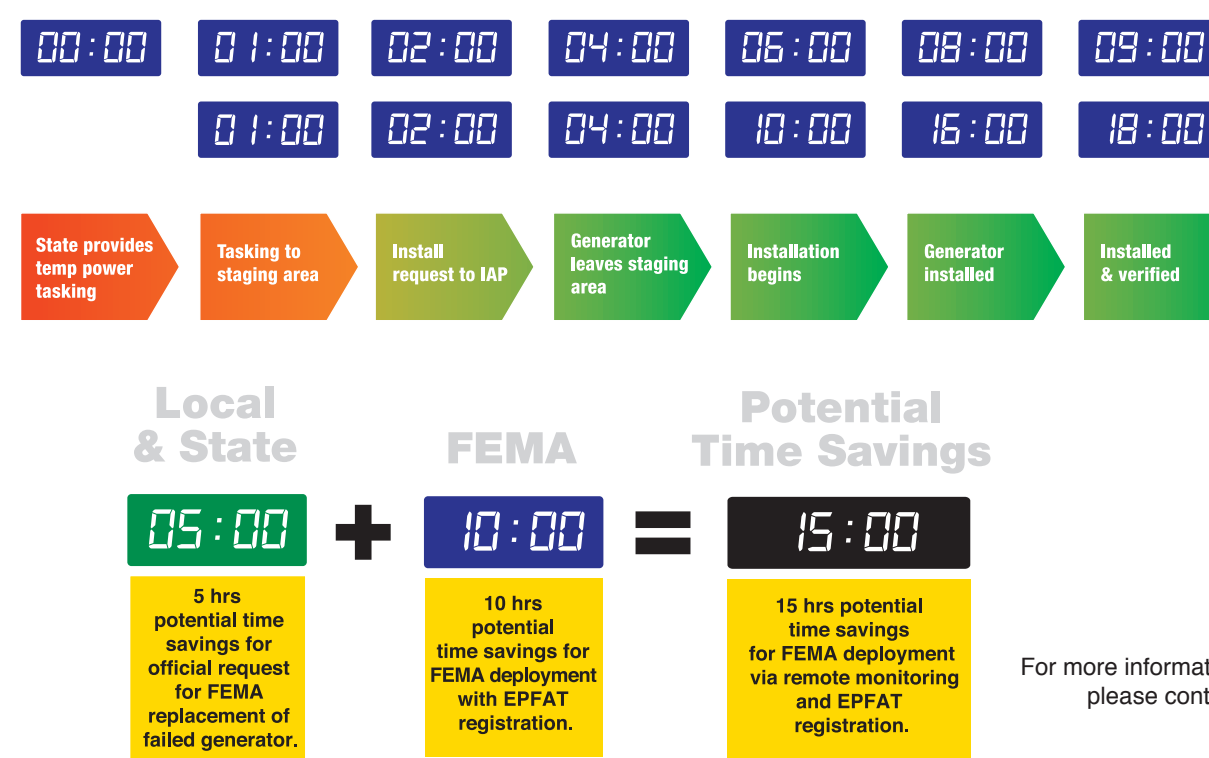 00:00 01:00 02:00 04:00 06:00 08:00 09:00
01:00 02:00 04:00 10:00 16:00 18:00
State provides
temp power
tasking
Tasking to
staging area
Install
request to IAP
Generator
leaves staging
area
Installation
begins
Generator
installed
Installed
& verified
Local
& State
FEMA
Potential
Time Savings
05:00 + 10:00 = 15:00
5 hrs
potential time
savings for
official request
for FEMA
replacement of
failed generator.
10 hrs
potential
time savings for
FEMA deployment
with EPFAT
registration.
15 hrs potential
time savings
for FEMA deployment
via remote monitoring
and EPFAT
registration.
For more informat
please cont